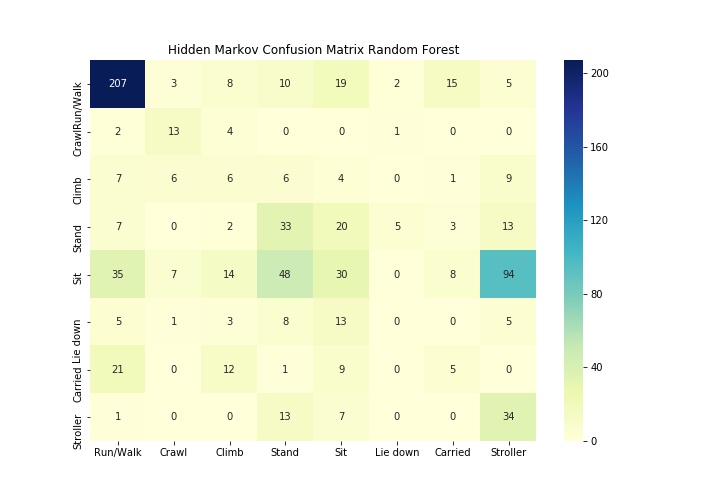 Hidden Markov Confusion Matrix Random Forest
Run/Walk 207 3 8 10 19 2 15 5
Crawl 2 13 4 0 0 1 0 0
Climb 7 6 6 6 4 0 1 9
Stand 7 0 2 33 20 5 3 13
Sit 35 7 14 48 30 0 8 94
Lie down 5 1 3 8 13 0 0 5
Carried 21 0 12 1 9 0 5 0
Stroller 1 0 0 13 7 0 0 34
Run/Walk Crawl Climb Stand Sit Lie down Carried Stroller
200
160
120
80
40
0